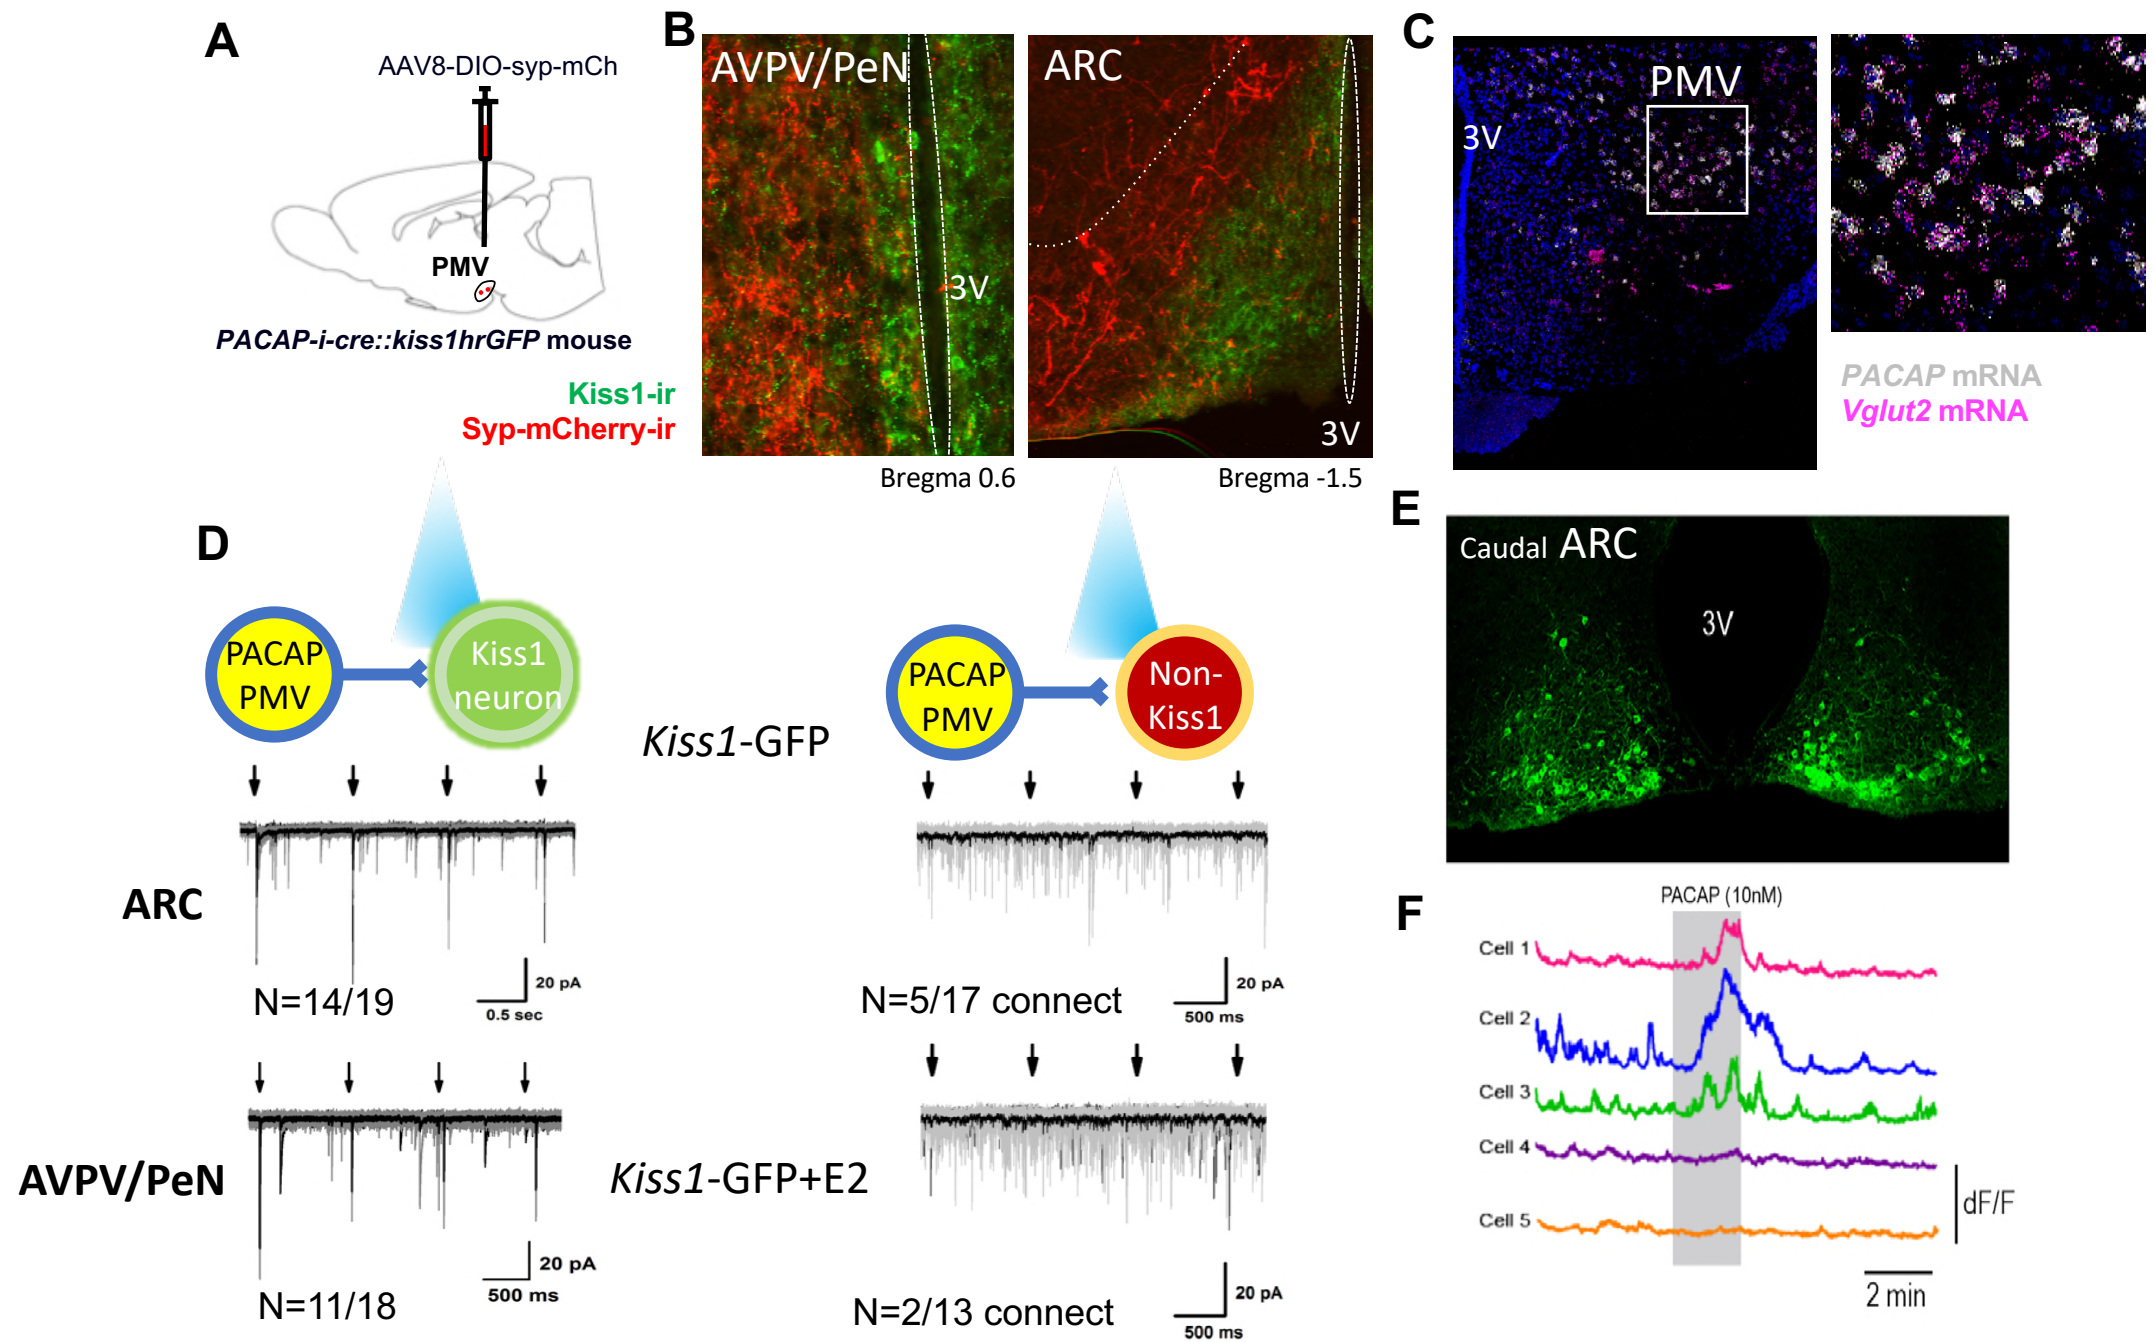 A
AAV8-DIO-syp-mCh
PMV
PACAP-i-cre::kiss1hrGFP mouse
Kiss1-ir
Syp-mCherry-ir
B
AVPV/PeN
3V
Bregma 0.6
ARC
3V
Bregma -1.5
C
PMV
3V
PACAP mRNA
Vglut2 mRNA
D
PACAP
PMV
Kiss1
neuron
Kiss1-GFP
PACAP
PMV
Non-
Kiss1
ARC
20 pA
0.5 sec
N=14/19
20 pA
500 ms
N=5/17 connect
AVPV/PeN
20 pA
500 ms
N=11/18
Kiss1-GFP+E2
20 pA
500 ms
N=2/13 connect
E
Caudal ARC
3V
F
PACAP (10nM)
Cell 1
Cell 2
Cell 3
Cell 4
Cell 5
dF/F
2 min